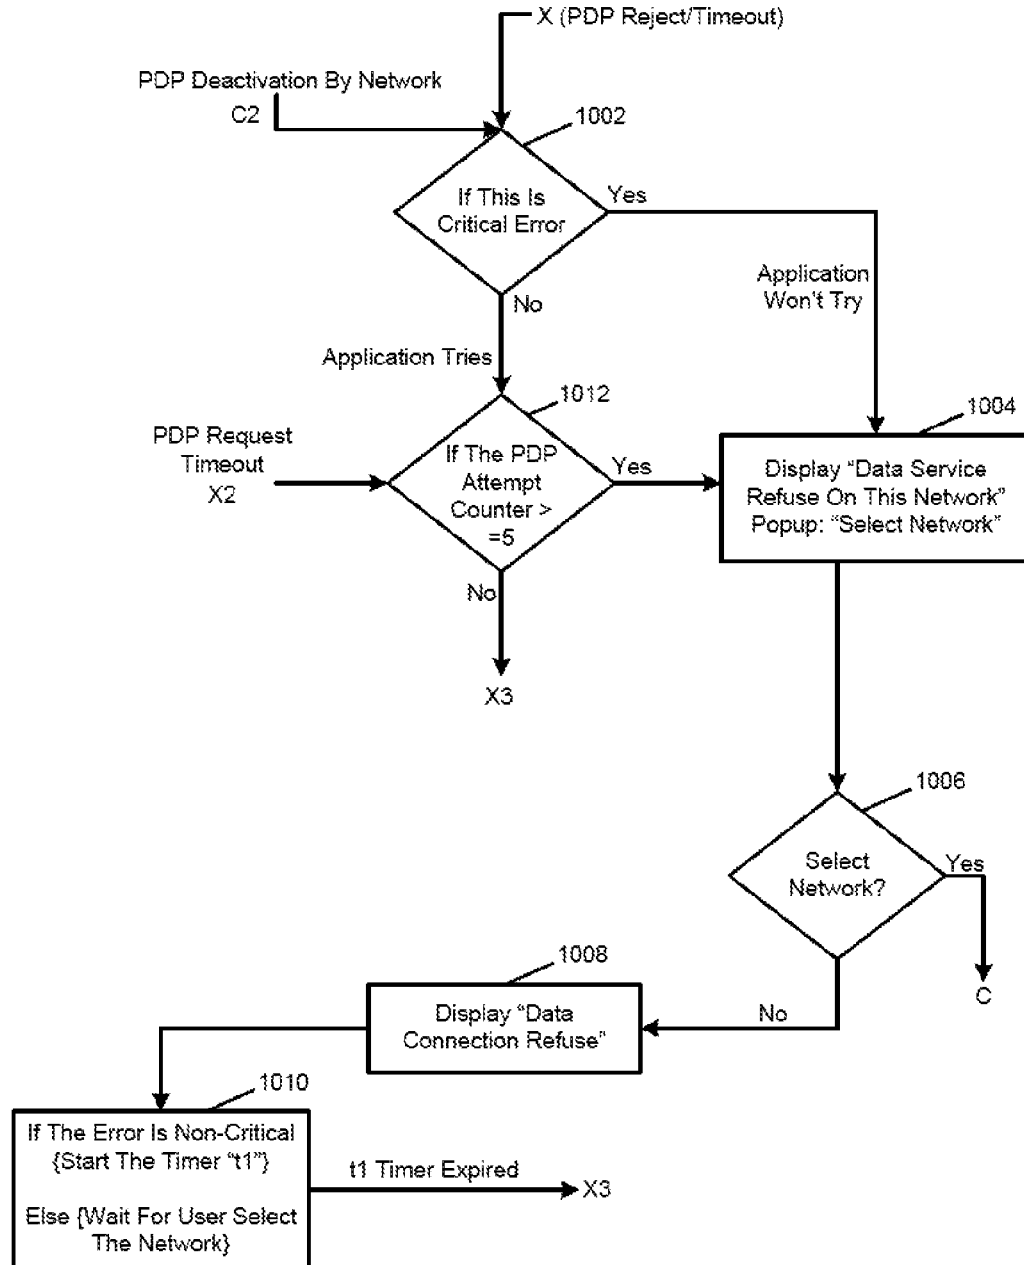 X (PDP Reject/Timeout)
PDP Deactivation By Network
C2
1002
If This Is
Critical Error
Yes
No
Application
Won't Try
Application Tries
1012
1004
PDP Request
Timeout
X2
If The PDP
Attempt
Counter >
=5
Yes
Display “Data Service
Refuse On This Network”
Popup: “Select Network”
No
X3
1006
Select
Network?
Yes
C
No
1008
Display “Data
Connection Refuse”
1010
If The Error Is Non-Critical
{Start The Timer “t1”}
Else {Wait For User Select
The Network}
t1 Timer Expired
X3